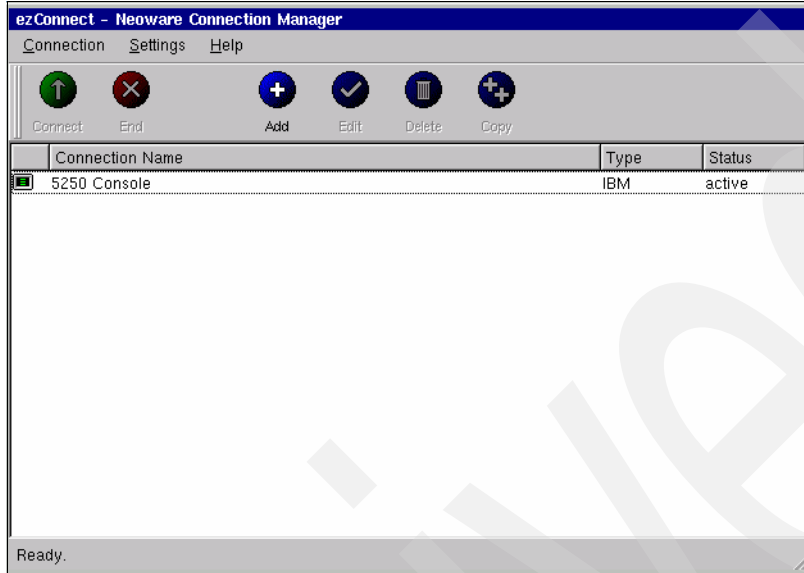 ezConnect - Neoware Connection Manager
Connection Settings Help
Connect End Add Edit Delete Copy
Connection Name Type Status
5250 Console IBM active
Ready.